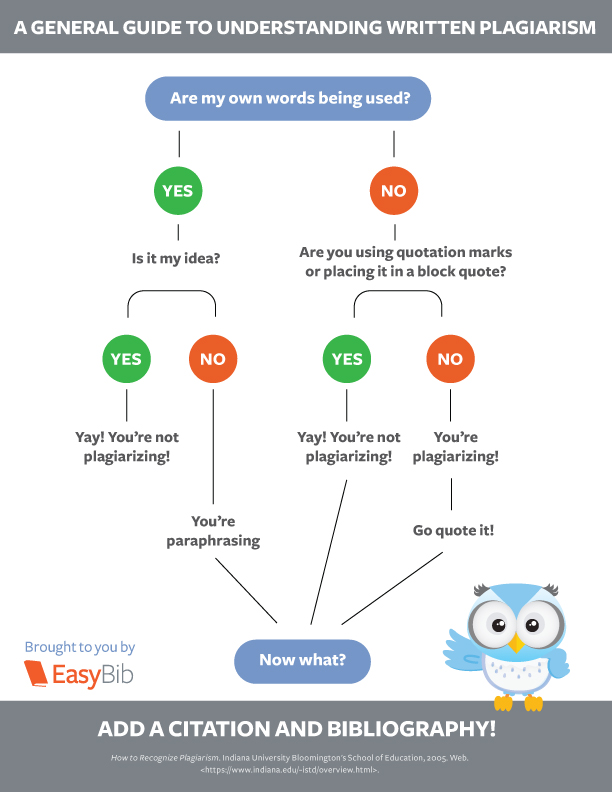 A GENERAL GUIDE TO UNDERSTANDING WRITTEN PLAGIARISM
Are my own words being used?
YES
NO
Is it my idea?
Are you using quotation marks
or placing it in a block quote?
YES
NO
YES
NO
Yay! You're not
plagiarizing!
Yay! You're not
plagiarizing!
You're
plagiarizing!
You're
paraphrasing
Go quote it!
Brought to you by
EasyBib
Now what?
ADD A CITATION AND BIBLIOGRAPHY!
How to Recognize Plagiarism. Indiana University Bloomington's School of Education, 2005. Web.
<https://www.indiana.edu/~istd/overview.html>.